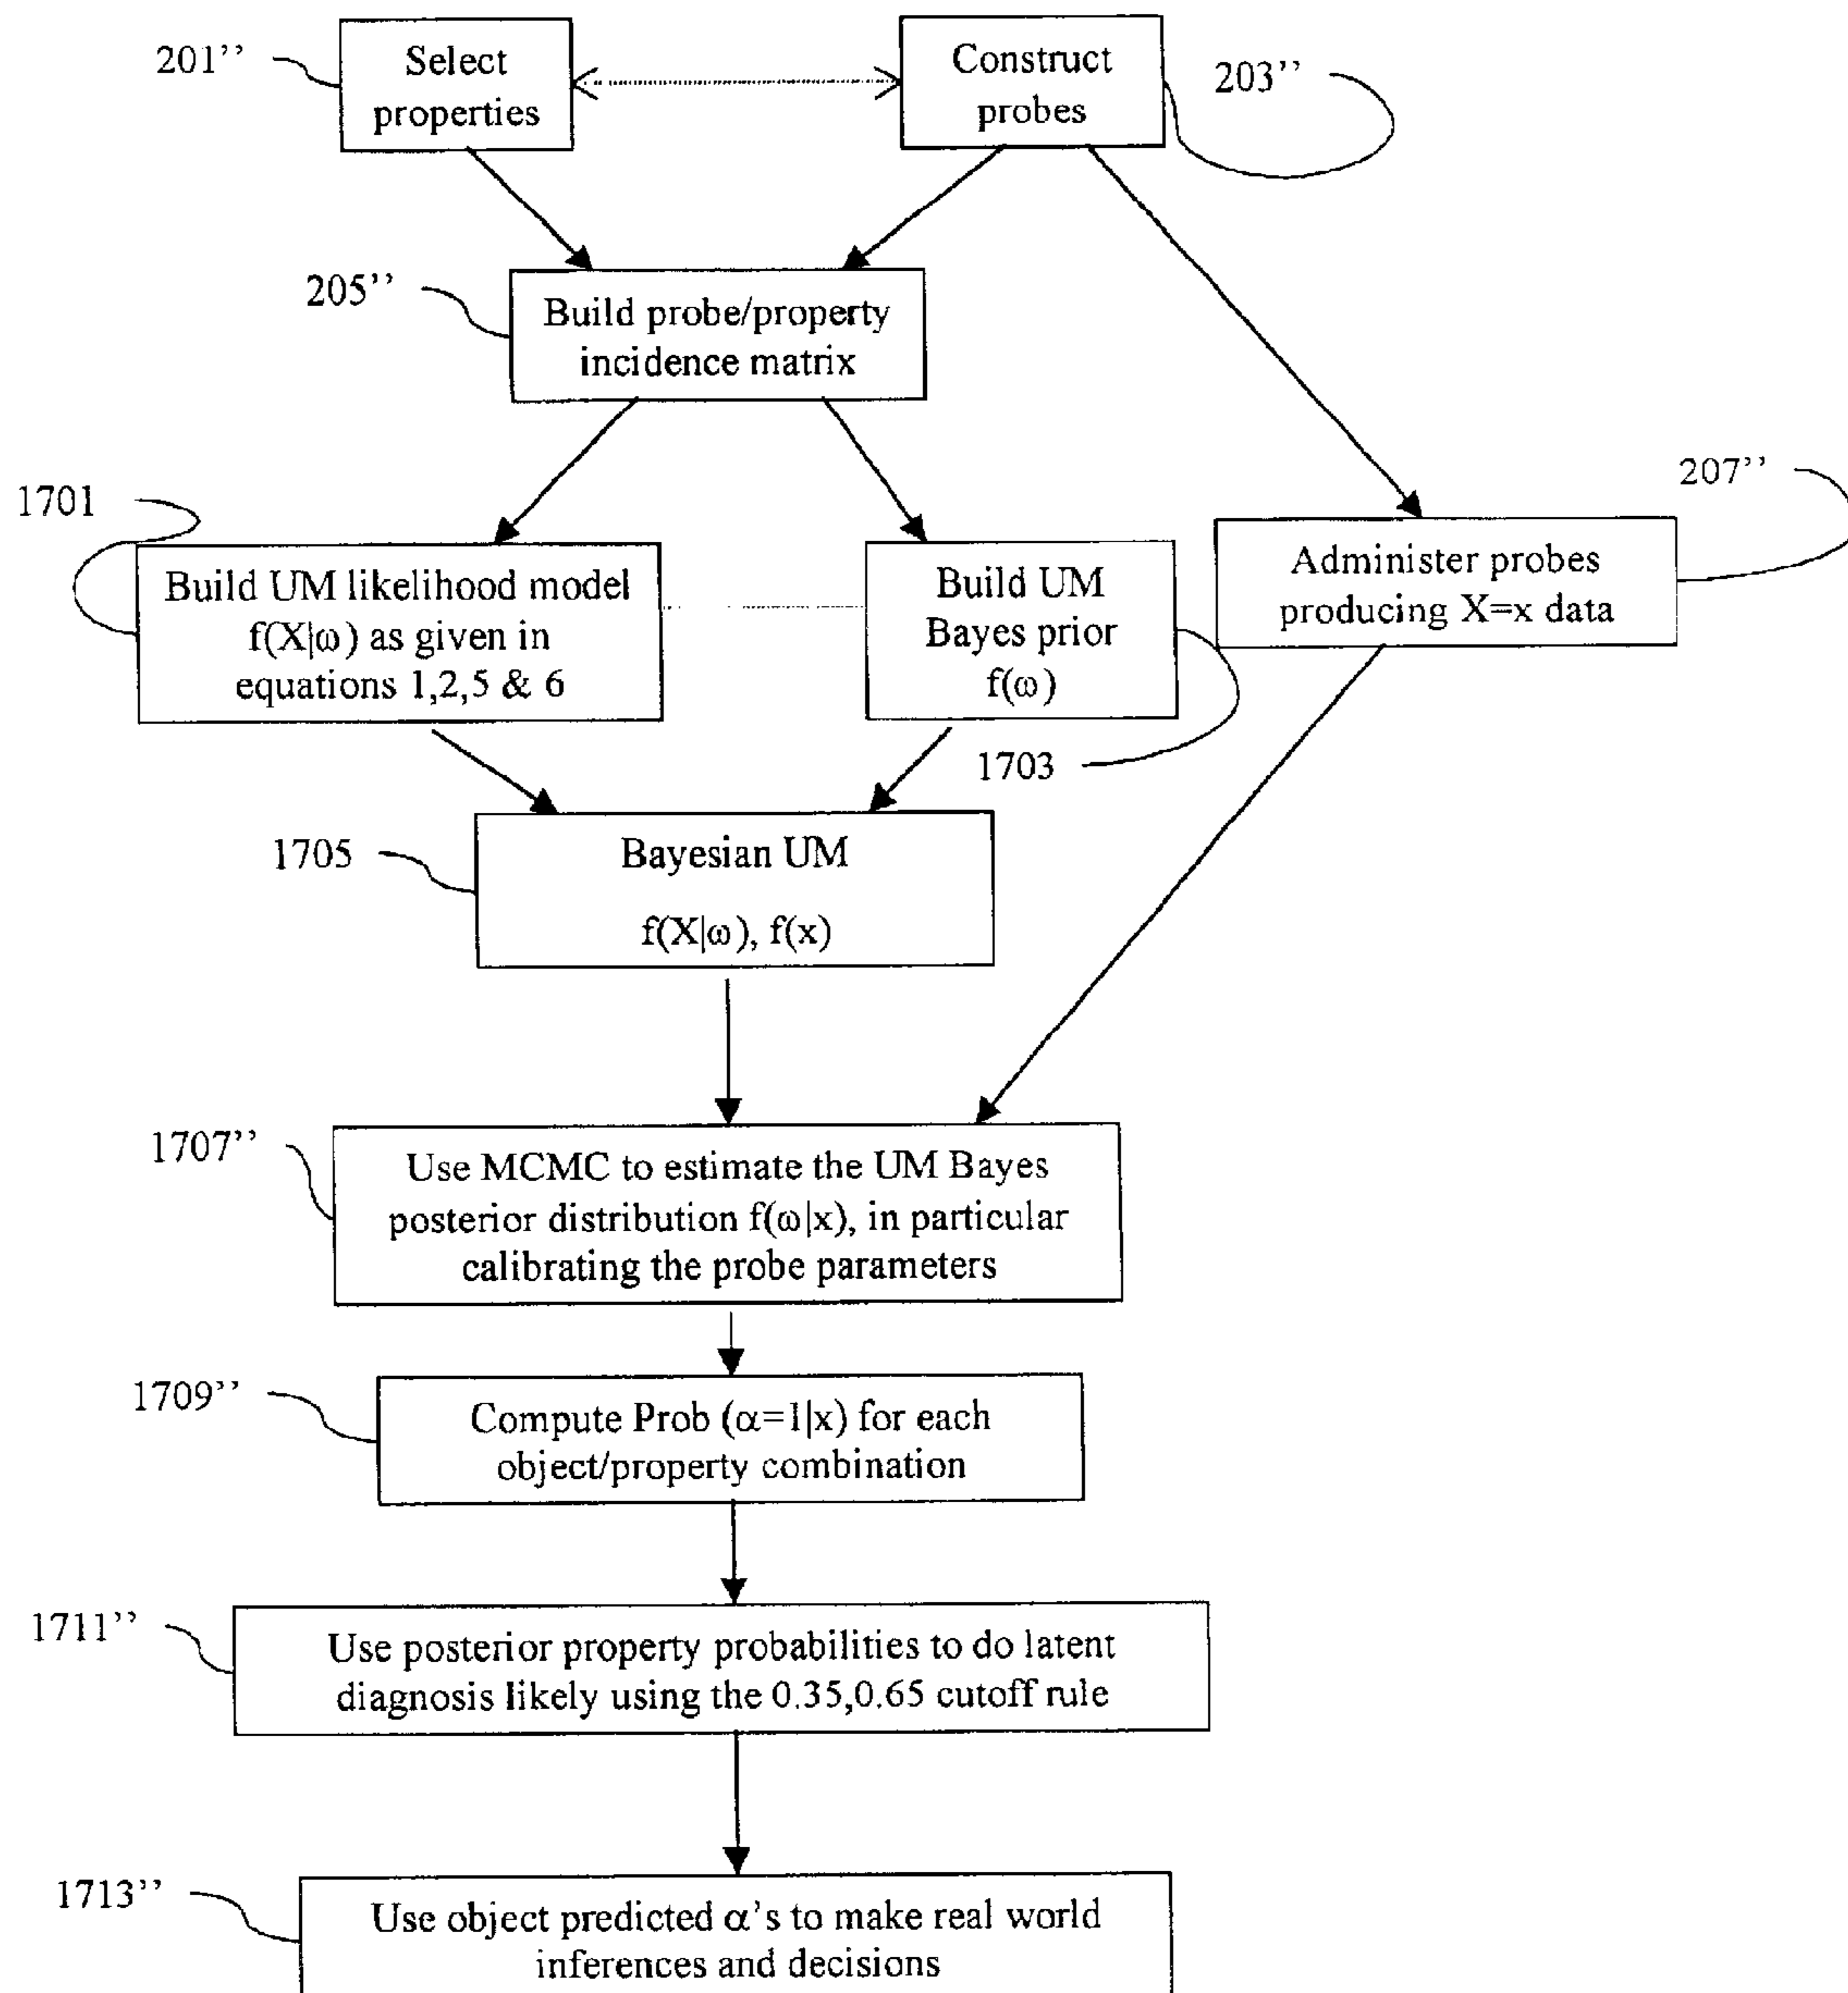 201’’
Select
properties
Construct
probes
203’’
205’’
Build probe/property
incidence matrix
1701
Build UM likelihood model
f(X|ω) as given in
equations 1,2,5 & 6
Build UM
Bayes prior
f(ω)
207’’
Administer probes
producing X=x data
1703
1705
Bayesian UM
f(X|ω), f(x)
1707’’
Use MCMC to estimate the UM Bayes
posterior distribution f(ω|x), in particular
calibrating the probe parameters
1709’’
Compute Prob (α=1|x) for each
object/property combination
1711’’
Use posterior property probabilities to do latent
diagnosis likely using the 0.35,0.65 cutoff rule
1713’’
Use object predicted α’s to make real world
inferences and decisions